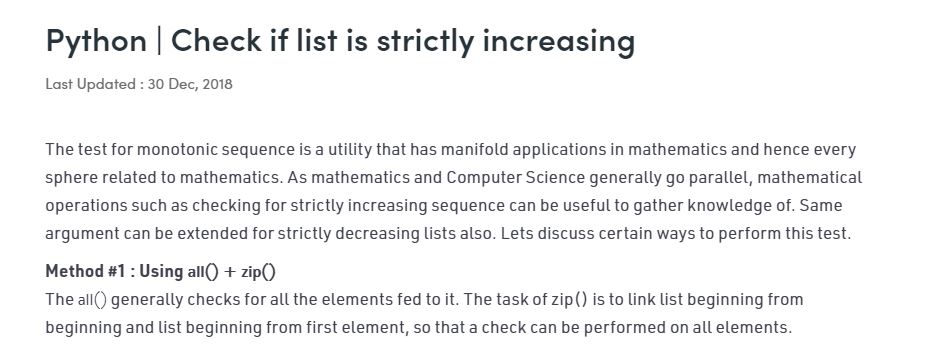 Python | Check if list is strictly increasing
Last Updated : 30 Dec, 2018
The test for monotonic sequence is a utility that has manifold applications in mathematics and hence every
sphere related to mathematics. As mathematics and Computer Science generally go parallel, mathematical
operations such as checking for strictly increasing sequence can be useful to gather knowledge of. Same
argument can be extended for strictly decreasing lists also. Lets discuss certain ways to perform this test.
Method #1 : Using all() + zip()
The all() generally checks for all the elements fed to it. The task of zip() is to link list beginning from
beginning and list beginning from first element, so that a check can be performed on all elements.